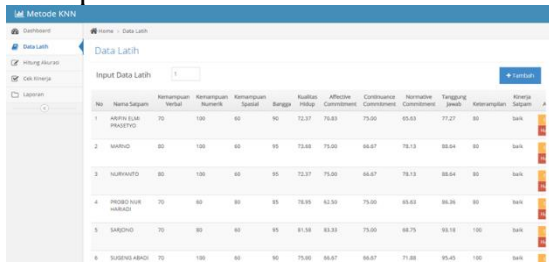 Metode KNN
Dashboard
Data Latih
Hitung Akurasi
Cek Kinerja
Laporan
Home > Data Latih
Data Latih
Input Data Latih 1
+ Tambah
No Nama Satpam Kemampuan Verbal Kemampuan Numerik Kemampuan Spasial Bangga Kualitas Hidup Affective Commitment Continuance Commitment Normative Commitment Tanggung Jawab Keterampilan Kinerja Satpam
1 ARIFIN ELMI PRASETYO 70 100 60 90 72,37 70.83 75.00 65.63 77.27 80 baik
2 MARNO 80 100 60 95 73.68 75.00 66.67 78.13 88.64 80 baik
3 NURYANTO 80 100 60 95 72,37 75.00 66.67 78.13 88.64 80 baik
4 PROBO NUR HARIADI 70 60 80 85 78.95 62.50 75.00 65.63 86.36 80 baik
5 SARJONO 70 80 60 95 81.58 83.33 75.00 68.75 93.18 100 baik
6 SUGENG ABADI 70 100 60 90 75.00 66.67 66.67 71.88 95.45 100 baik